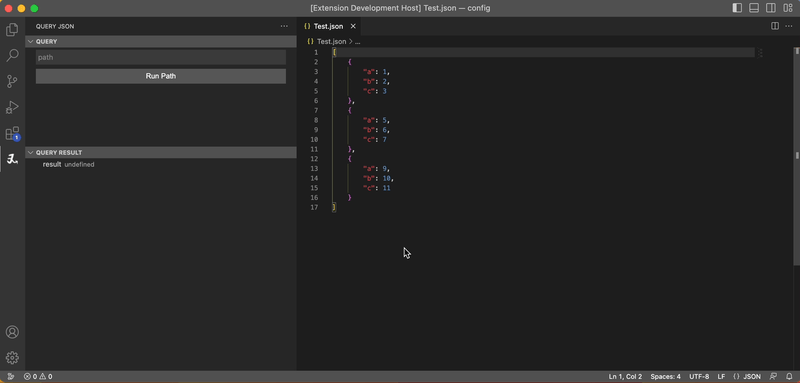 [Extension Development Host] Test.json — config
QUERY JSON
QUERY
path
Run Path
QUERY RESULT
result undefined
1
{} Test.json
{} Test.json > ...
1 [
2 {
3 "a": 1,
4 "b": 2,
5 "c": 3
6 },
7 {
8 "a": 5,
9 "b": 6,
10 "c": 7
11 },
12 {
13 "a": 9,
14 "b": 10,
15 "c": 11
16 }
17 ]
0 0
Ln 1, Col 2 Spaces: 4 UTF-8 LF {} JSON